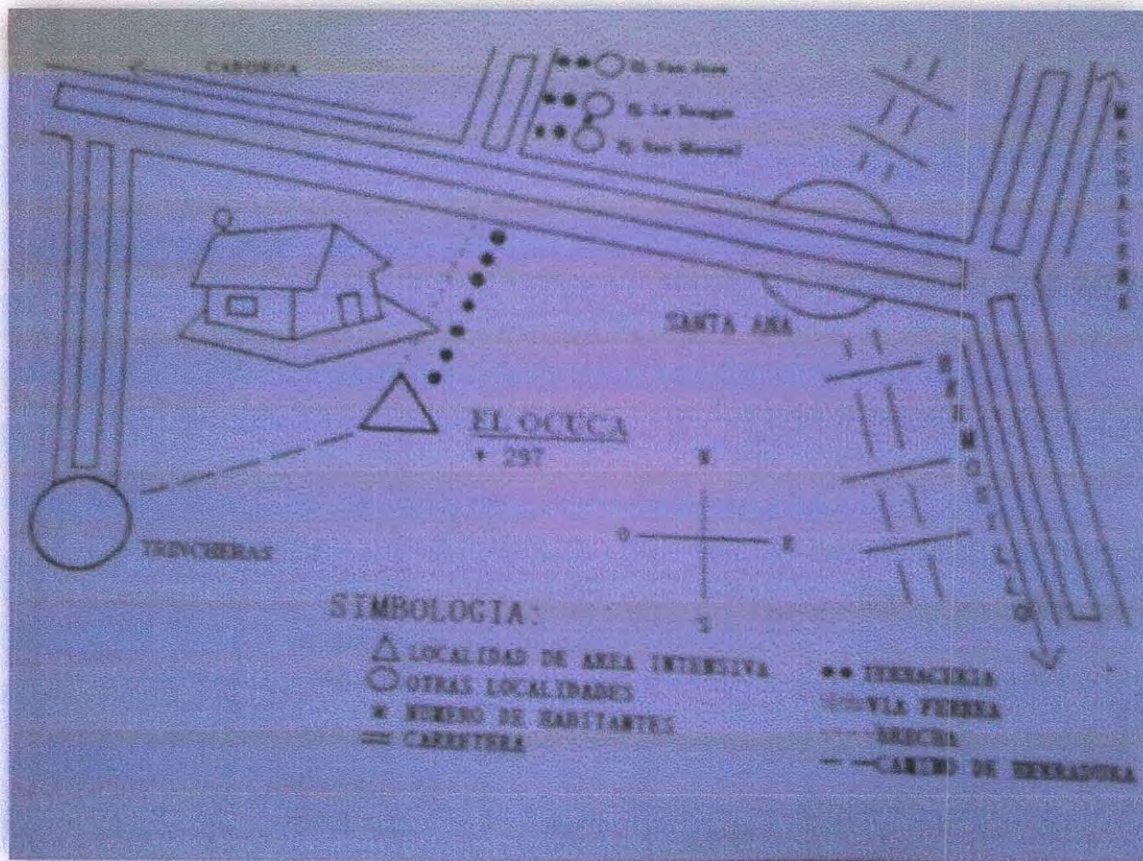 CABORCA
Ej. San Jose
Ej. La Sangre
Ej. San Manuel
MAGDALENA
SANTA ANA
HERMOSILLO
EL OCUCA
* 297
TRINCHERAS
N
O
E
S
SIMBOLOGIA:
LOCALIDAD DE AREA INTENSIVA
OTRAS LOCALIDADES
* NUMERO DE HABITANTES
CARRETERA
TERRACERIA
VIA FERREA
BRECHA
CAMINO DE HERRADURA